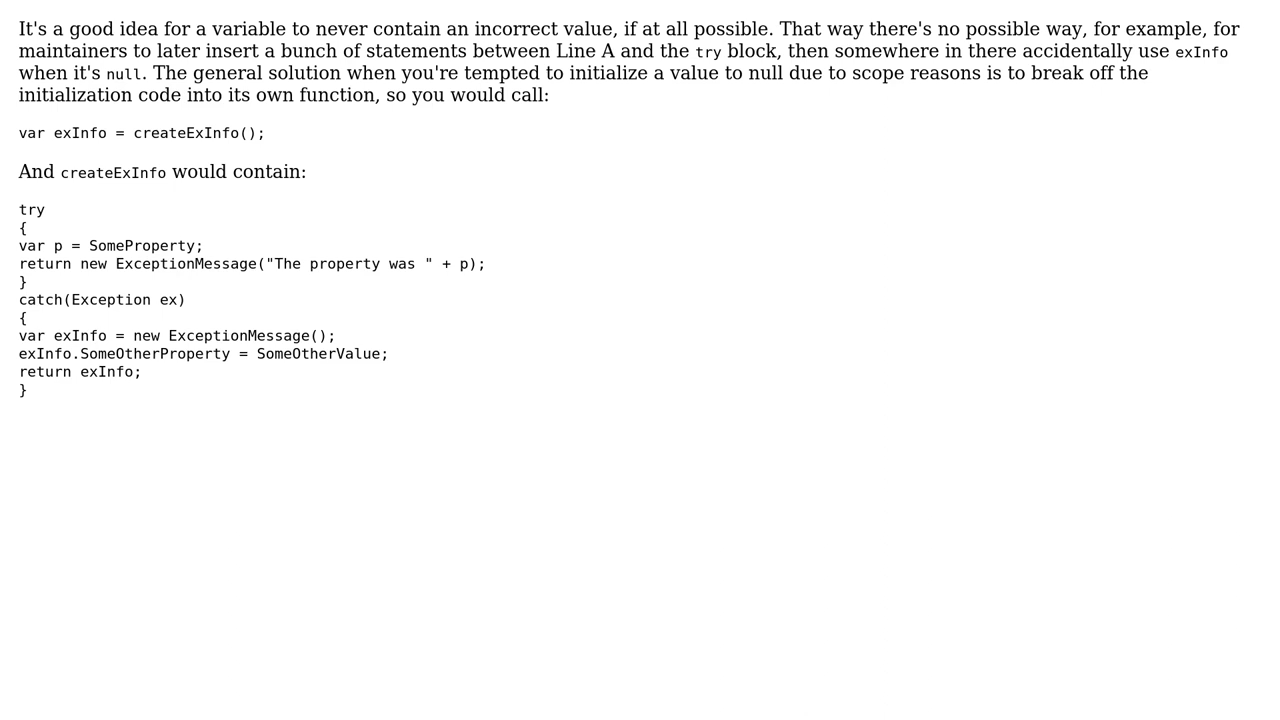 It's a good idea for a variable to never contain an incorrect value, if at all possible. That way there's no possible way, for example, for
maintainers to later insert a bunch of statements between Line A and the try block, then somewhere in there accidentally use exInfo
when it's null. The general solution when you're tempted to initialize a value to null due to scope reasons is to break off the
initialization code into its own function, so you would call:
var exInfo = createExInfo();
And createExInfo would contain:
try
{
var p = SomeProperty;
return new ExceptionMessage("The property was " + p);
}
catch(Exception ex)
{
var exInfo = new ExceptionMessage();
exInfo.SomeOtherProperty = SomeOtherValue;
return exInfo;
}